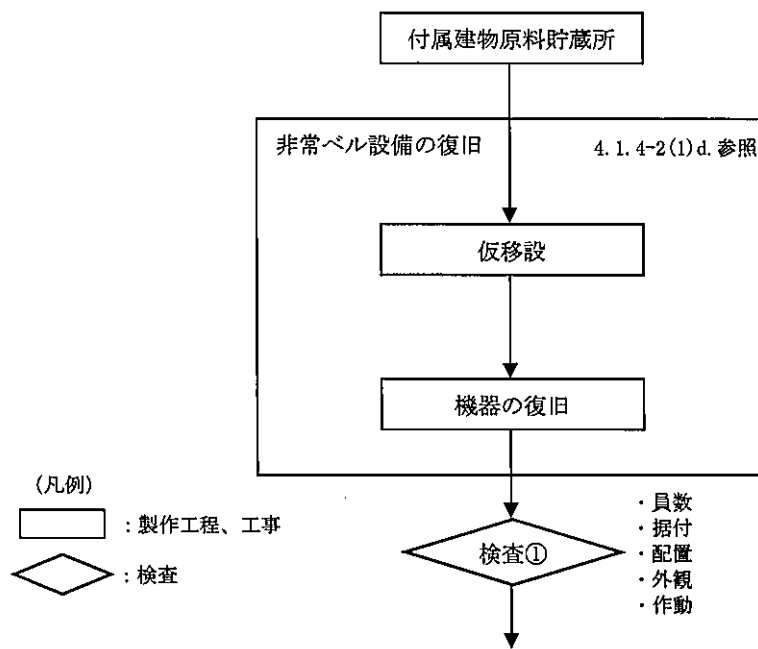 付属建物原料貯蔵所
非常ベル設備の復旧
4.1.4-2(1)d.参照
仮移設
機器の復旧
検査①
・員数
・据付
・配置
・外観
・作動
(凡例)
：製作工程、工事
：検査